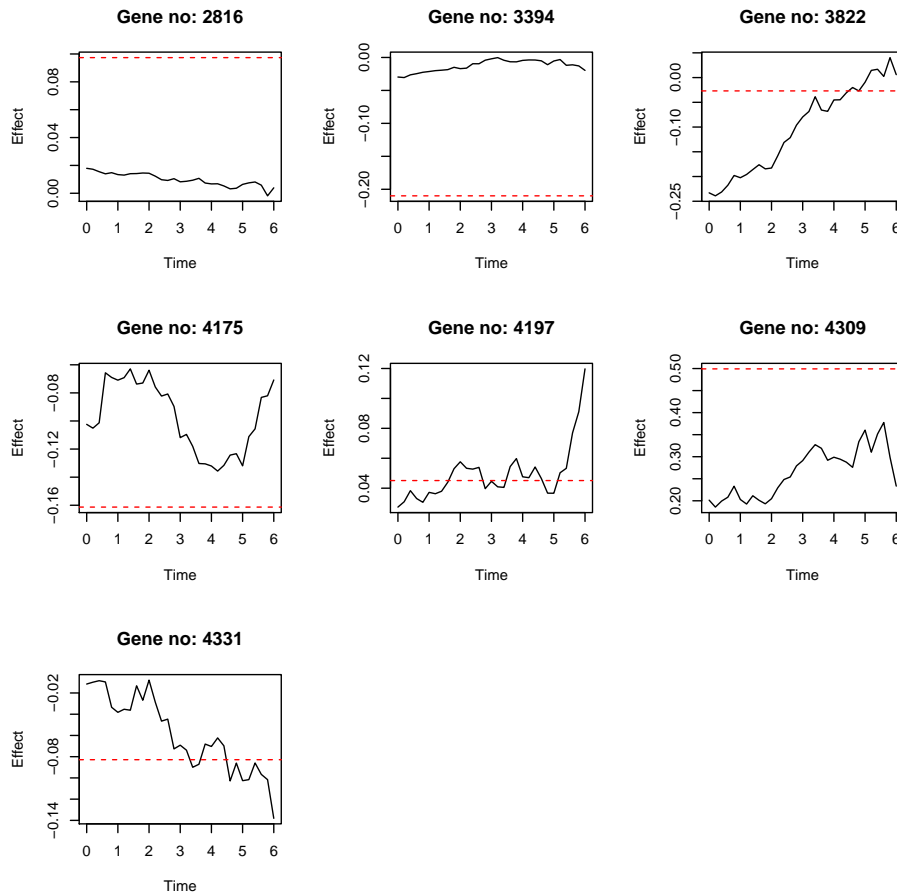 Gene no: 2816
Effect
0.00
0.04
0.08
0 1 2 3 4 5 6
Time
Gene no: 3394
Effect
−0.20
−0.10
0.00
0 1 2 3 4 5 6
Time
Gene no: 3822
Effect
−0.25
−0.10
0.00
0 1 2 3 4 5 6
Time
Gene no: 4175
Effect
−0.16
−0.12
−0.08
0 1 2 3 4 5 6
Time
Gene no: 4197
Effect
0.04
0.08
0.12
0 1 2 3 4 5 6
Time
Gene no: 4309
Effect
0.20
0.30
0.40
0.50
0 1 2 3 4 5 6
Time
Gene no: 4331
Effect
−0.14
−0.08
−0.02
0 1 2 3 4 5 6
Time